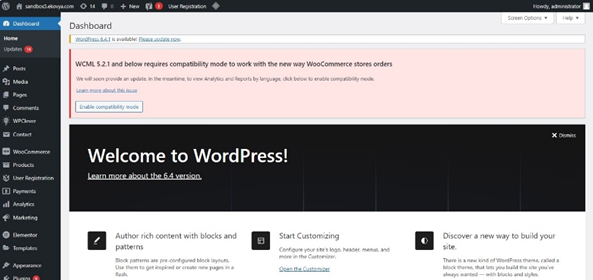 sandbox3.ekovya.com 14 0 New User Registration Howdy, administrator
Screen Options Help
Dashboard
Home
Updates 14
Posts
Media
Pages
Comments
WPClever
Contact
WooCommerce
Products
User Registration
Payments
Analytics
Marketing
Elementor
Templates
Appearance
Plugins
Dashboard
WordPress 6.4.1 is available! Please update now.
WCML 5.2.1 and below requires compatibility mode to work with the new way WooCommerce stores orders
We will soon provide an update. In the meantime, to view Analytics and Reports by language, click below to enable compatibility mode.
Learn more about this issue
Enable compatibility mode
Dismiss
Welcome to WordPress!
Learn more about the 6.4 version.
Author rich content with blocks and
patterns
Block patterns are pre-configured block layouts.
Use them to get inspired or create new pages in a
flash.
Start Customizing
Configure your site's logo, header, menus, and
more in the Customizer.
Open the Customizer
Discover a new way to build your
site.
There is a new kind of WordPress theme, called a
block theme, that lets you build the site you've
always wanted — with blocks and styles.